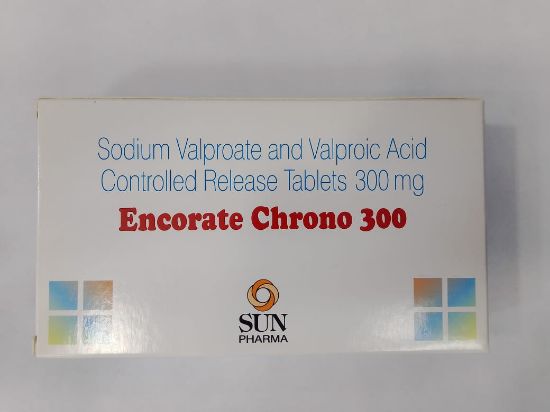 Sodium Valproate and Valproic Acid
Controlled Release Tablets 300 mg
Encorate Chrono 300
SUN
PHARMA